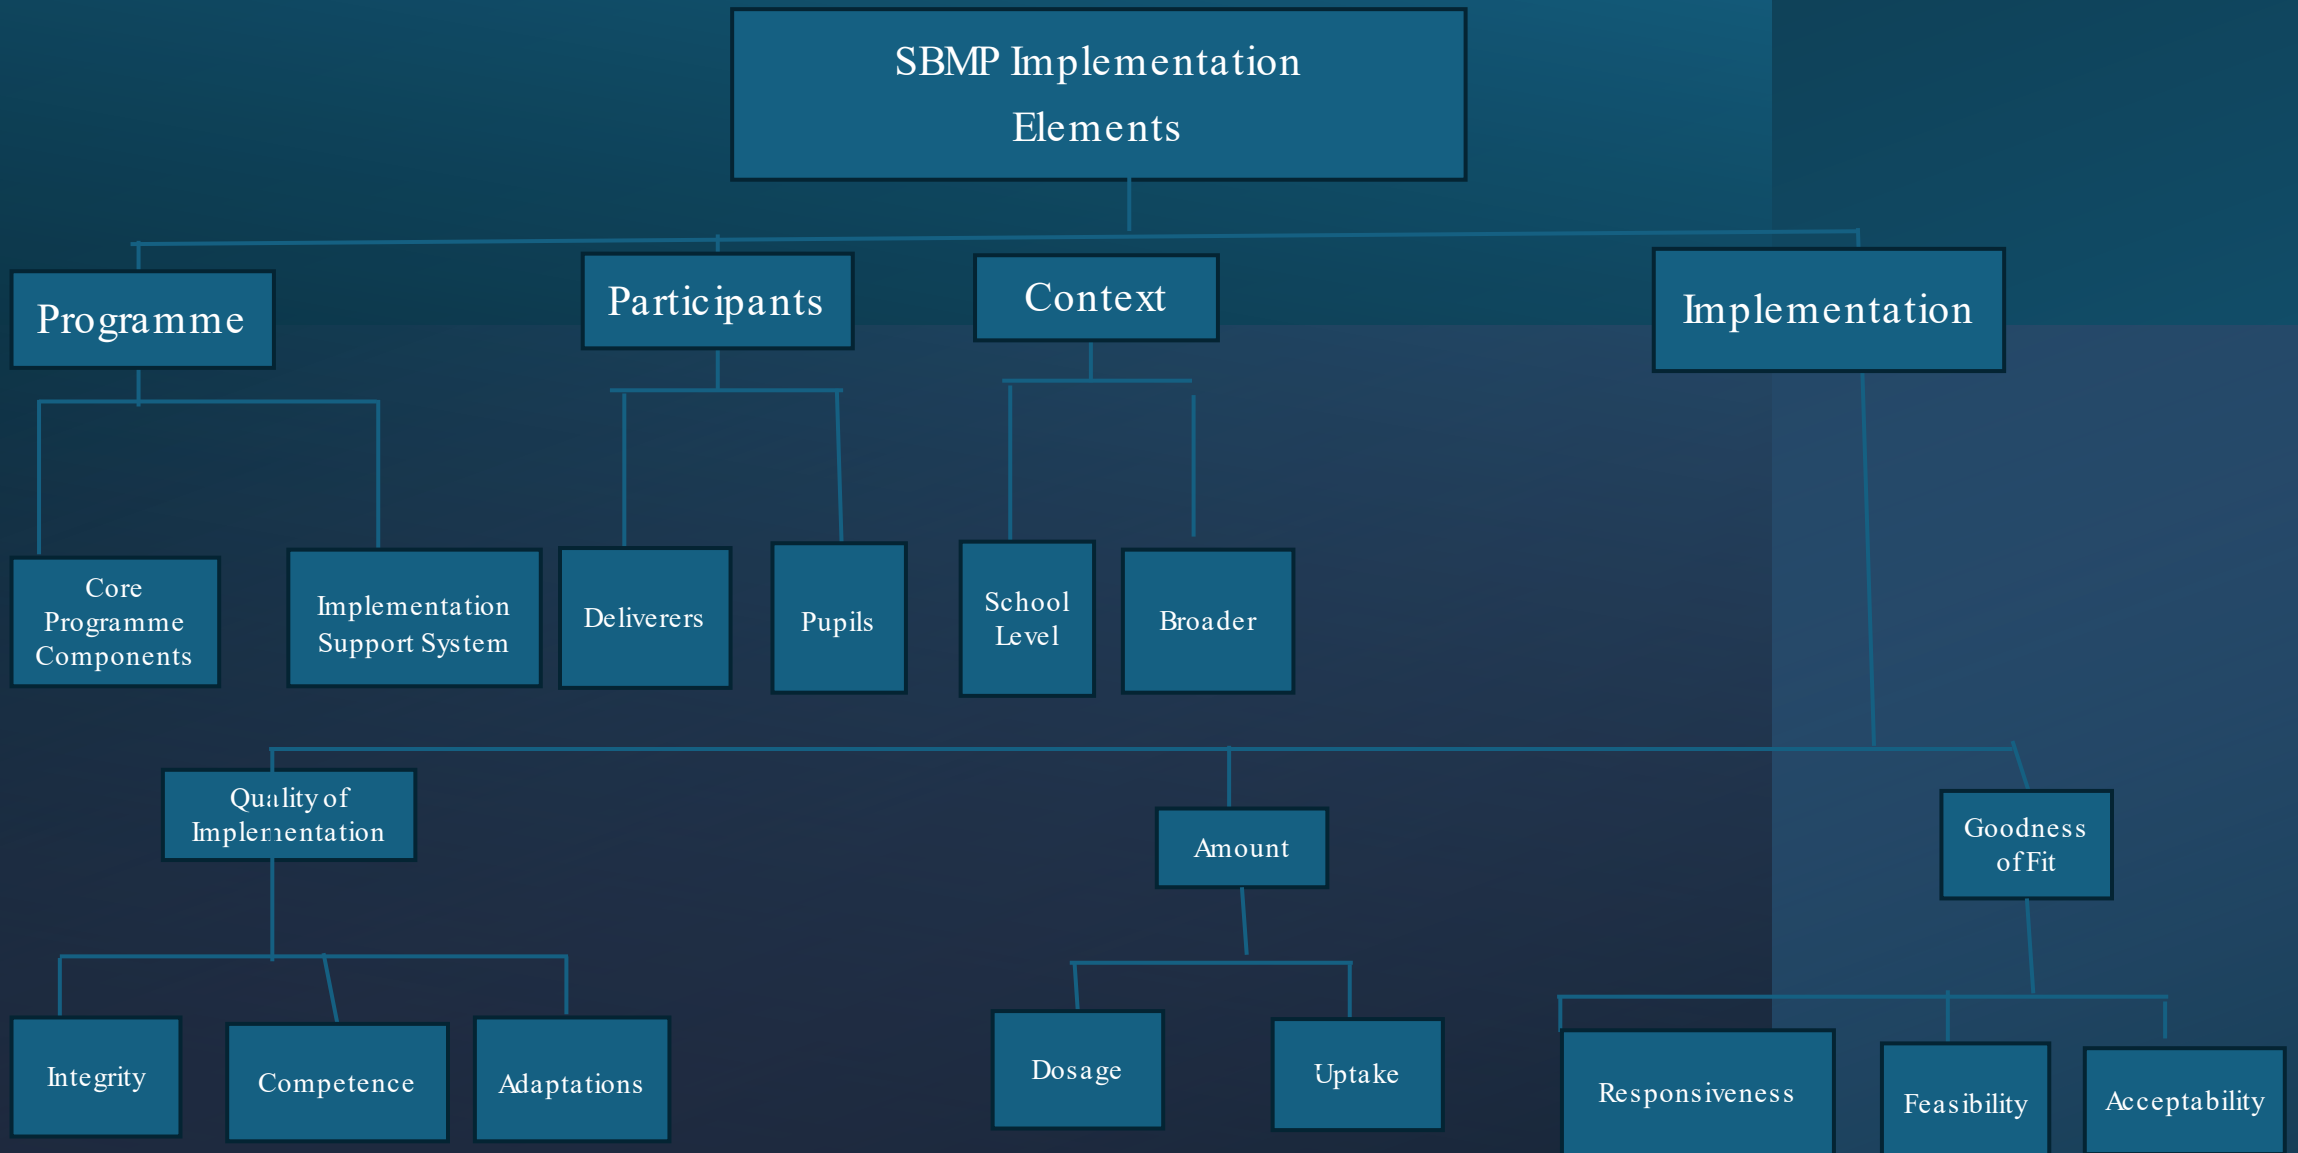 SBMP Implementation
Elements
Programme
Participants
Context
Implementation
Core
Programme
Components
Implementation
Support System
Deliverers
Pupils
School
Level
Broader
Quality of
Implementation
Amount
Goodness
of Fit
Integrity
Competence
Adaptations
Dosage
Uptake
Responsiveness
Feasibility
Acceptability